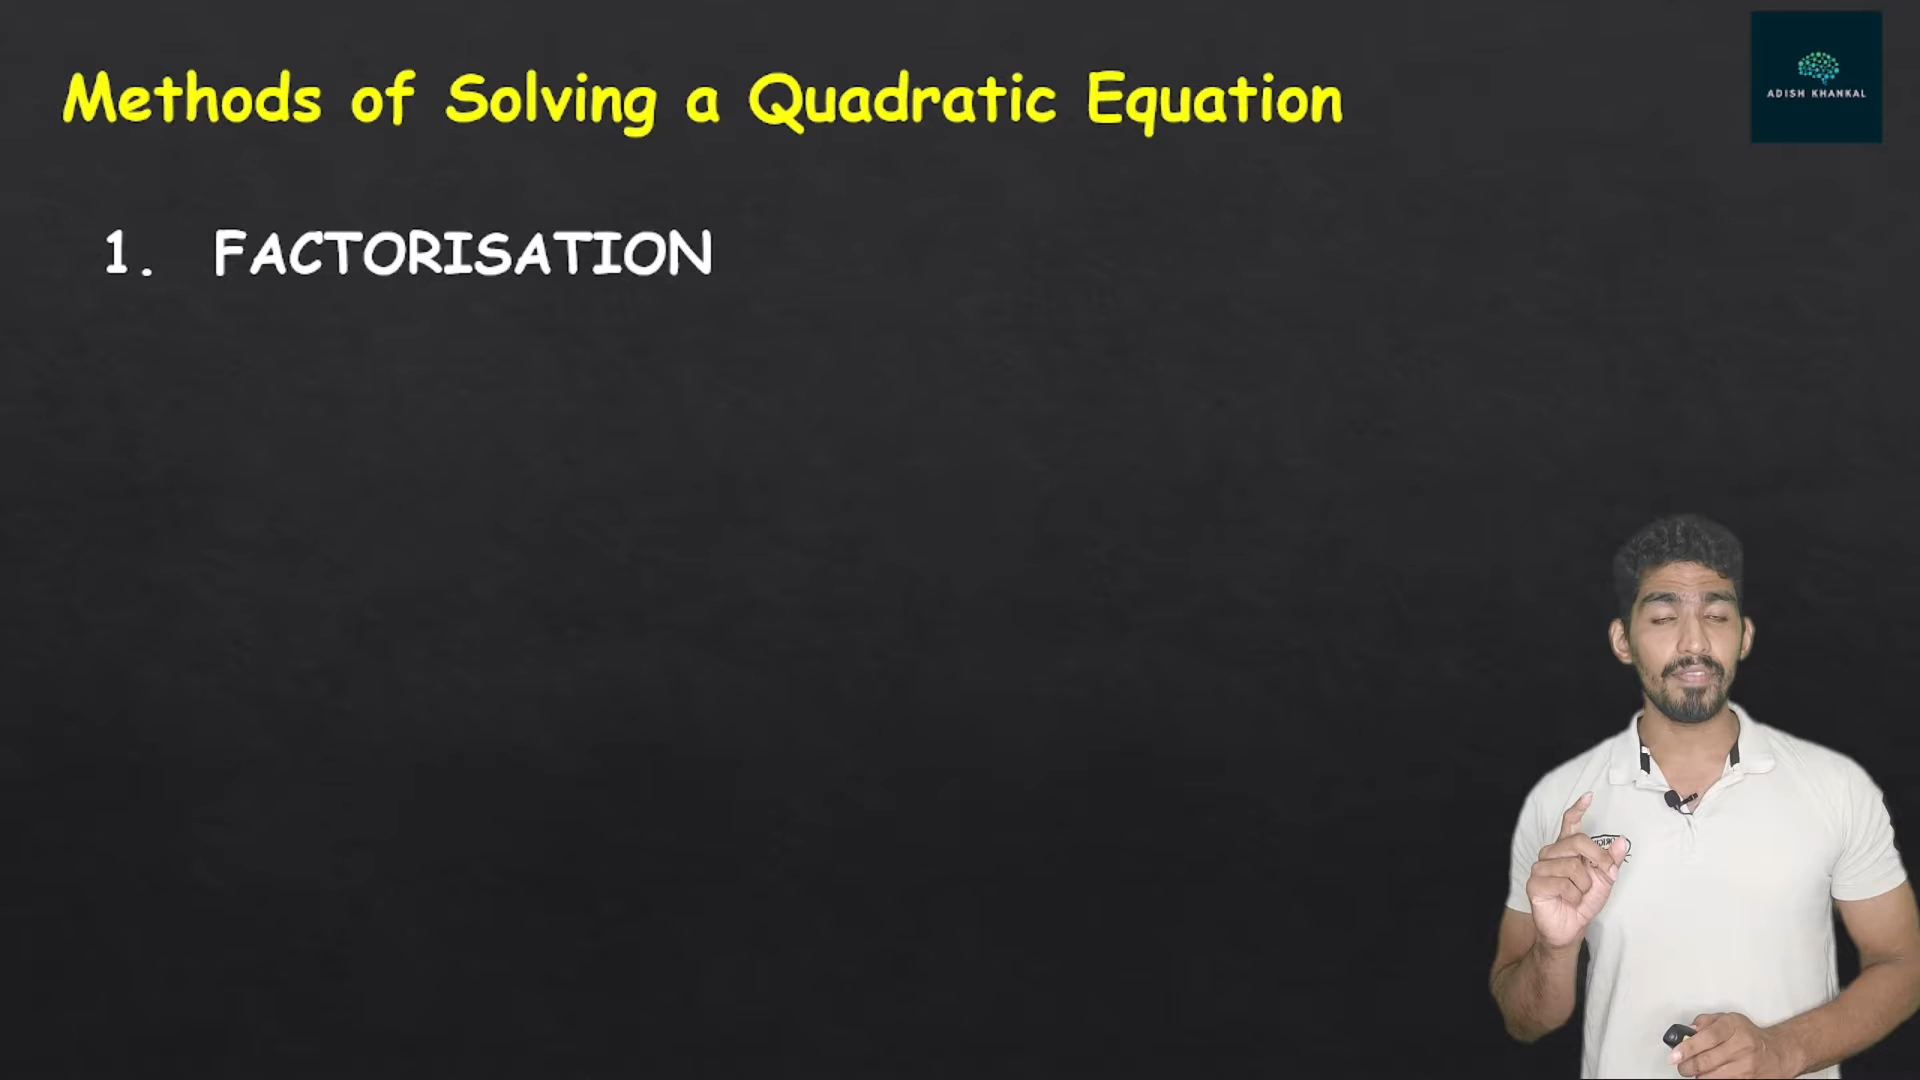 Methods of Solving a Quadratic Equation
ADISH KHANKAL
1. FACTORISATION